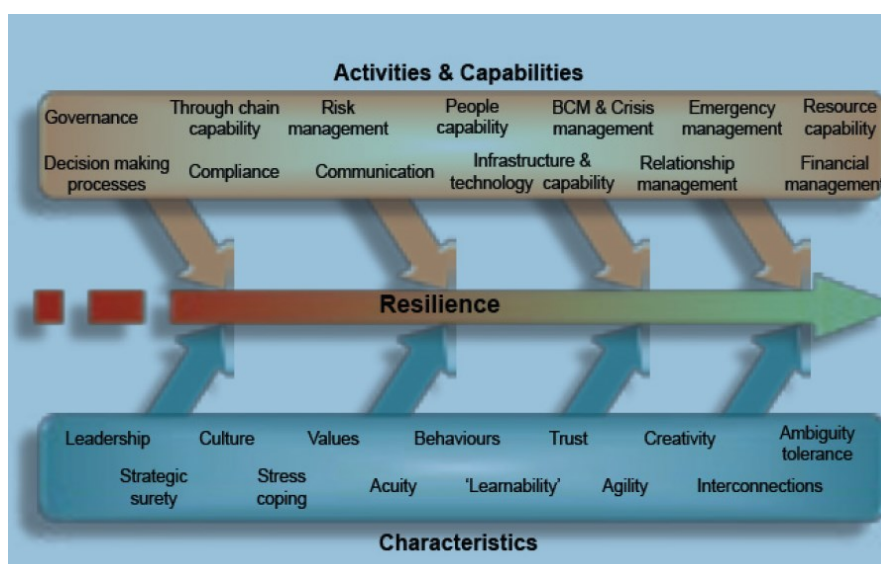 Activities & Capabilities
Governance
Through chain
capability
Risk
management
People
capability
BCM & Crisis
management
Emergency
management
Resource
capability
Decision making
processes
Compliance
Communication
Infrastructure &
technology capability
Relationship
management
Financial
management
Resilience
Leadership
Culture
Values
Behaviours
Trust
Creativity
Ambiguity
tolerance
Strategic
surety
Stress
coping
Acuity
'Learnability'
Agility
Interconnections
Characteristics